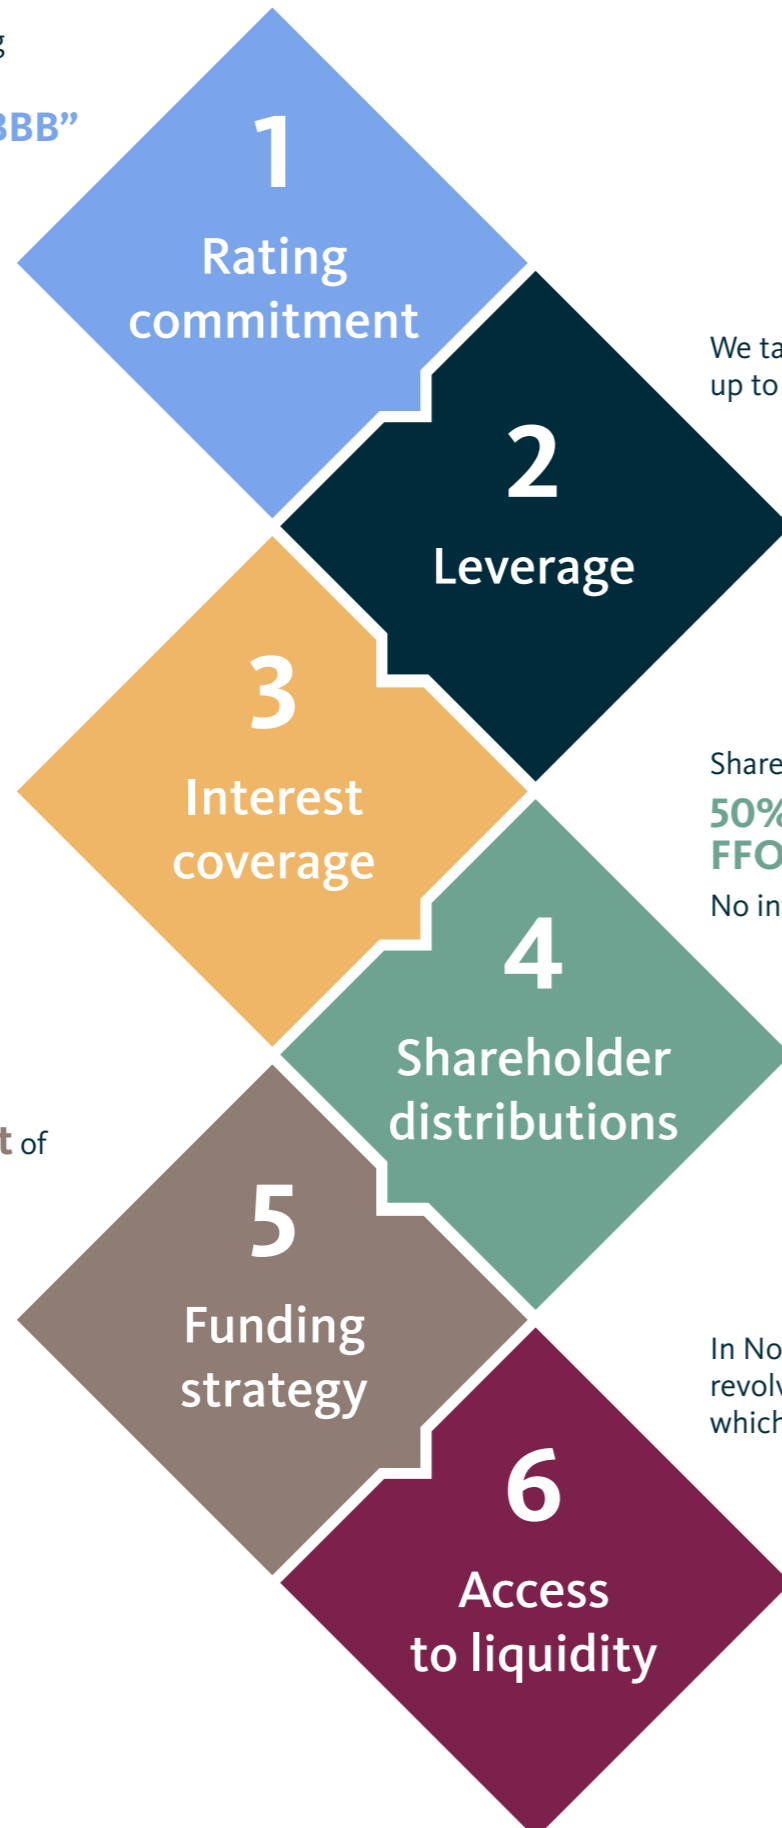 BBB”
1
Rating
commitment
We ta
up to
2
Leverage
3
Interest
coverage
Share
50%
FFO
No in
4
Shareholder
distributions
t of
5
Funding
strategy
In No
revolv
which
6
Access
to liquidity